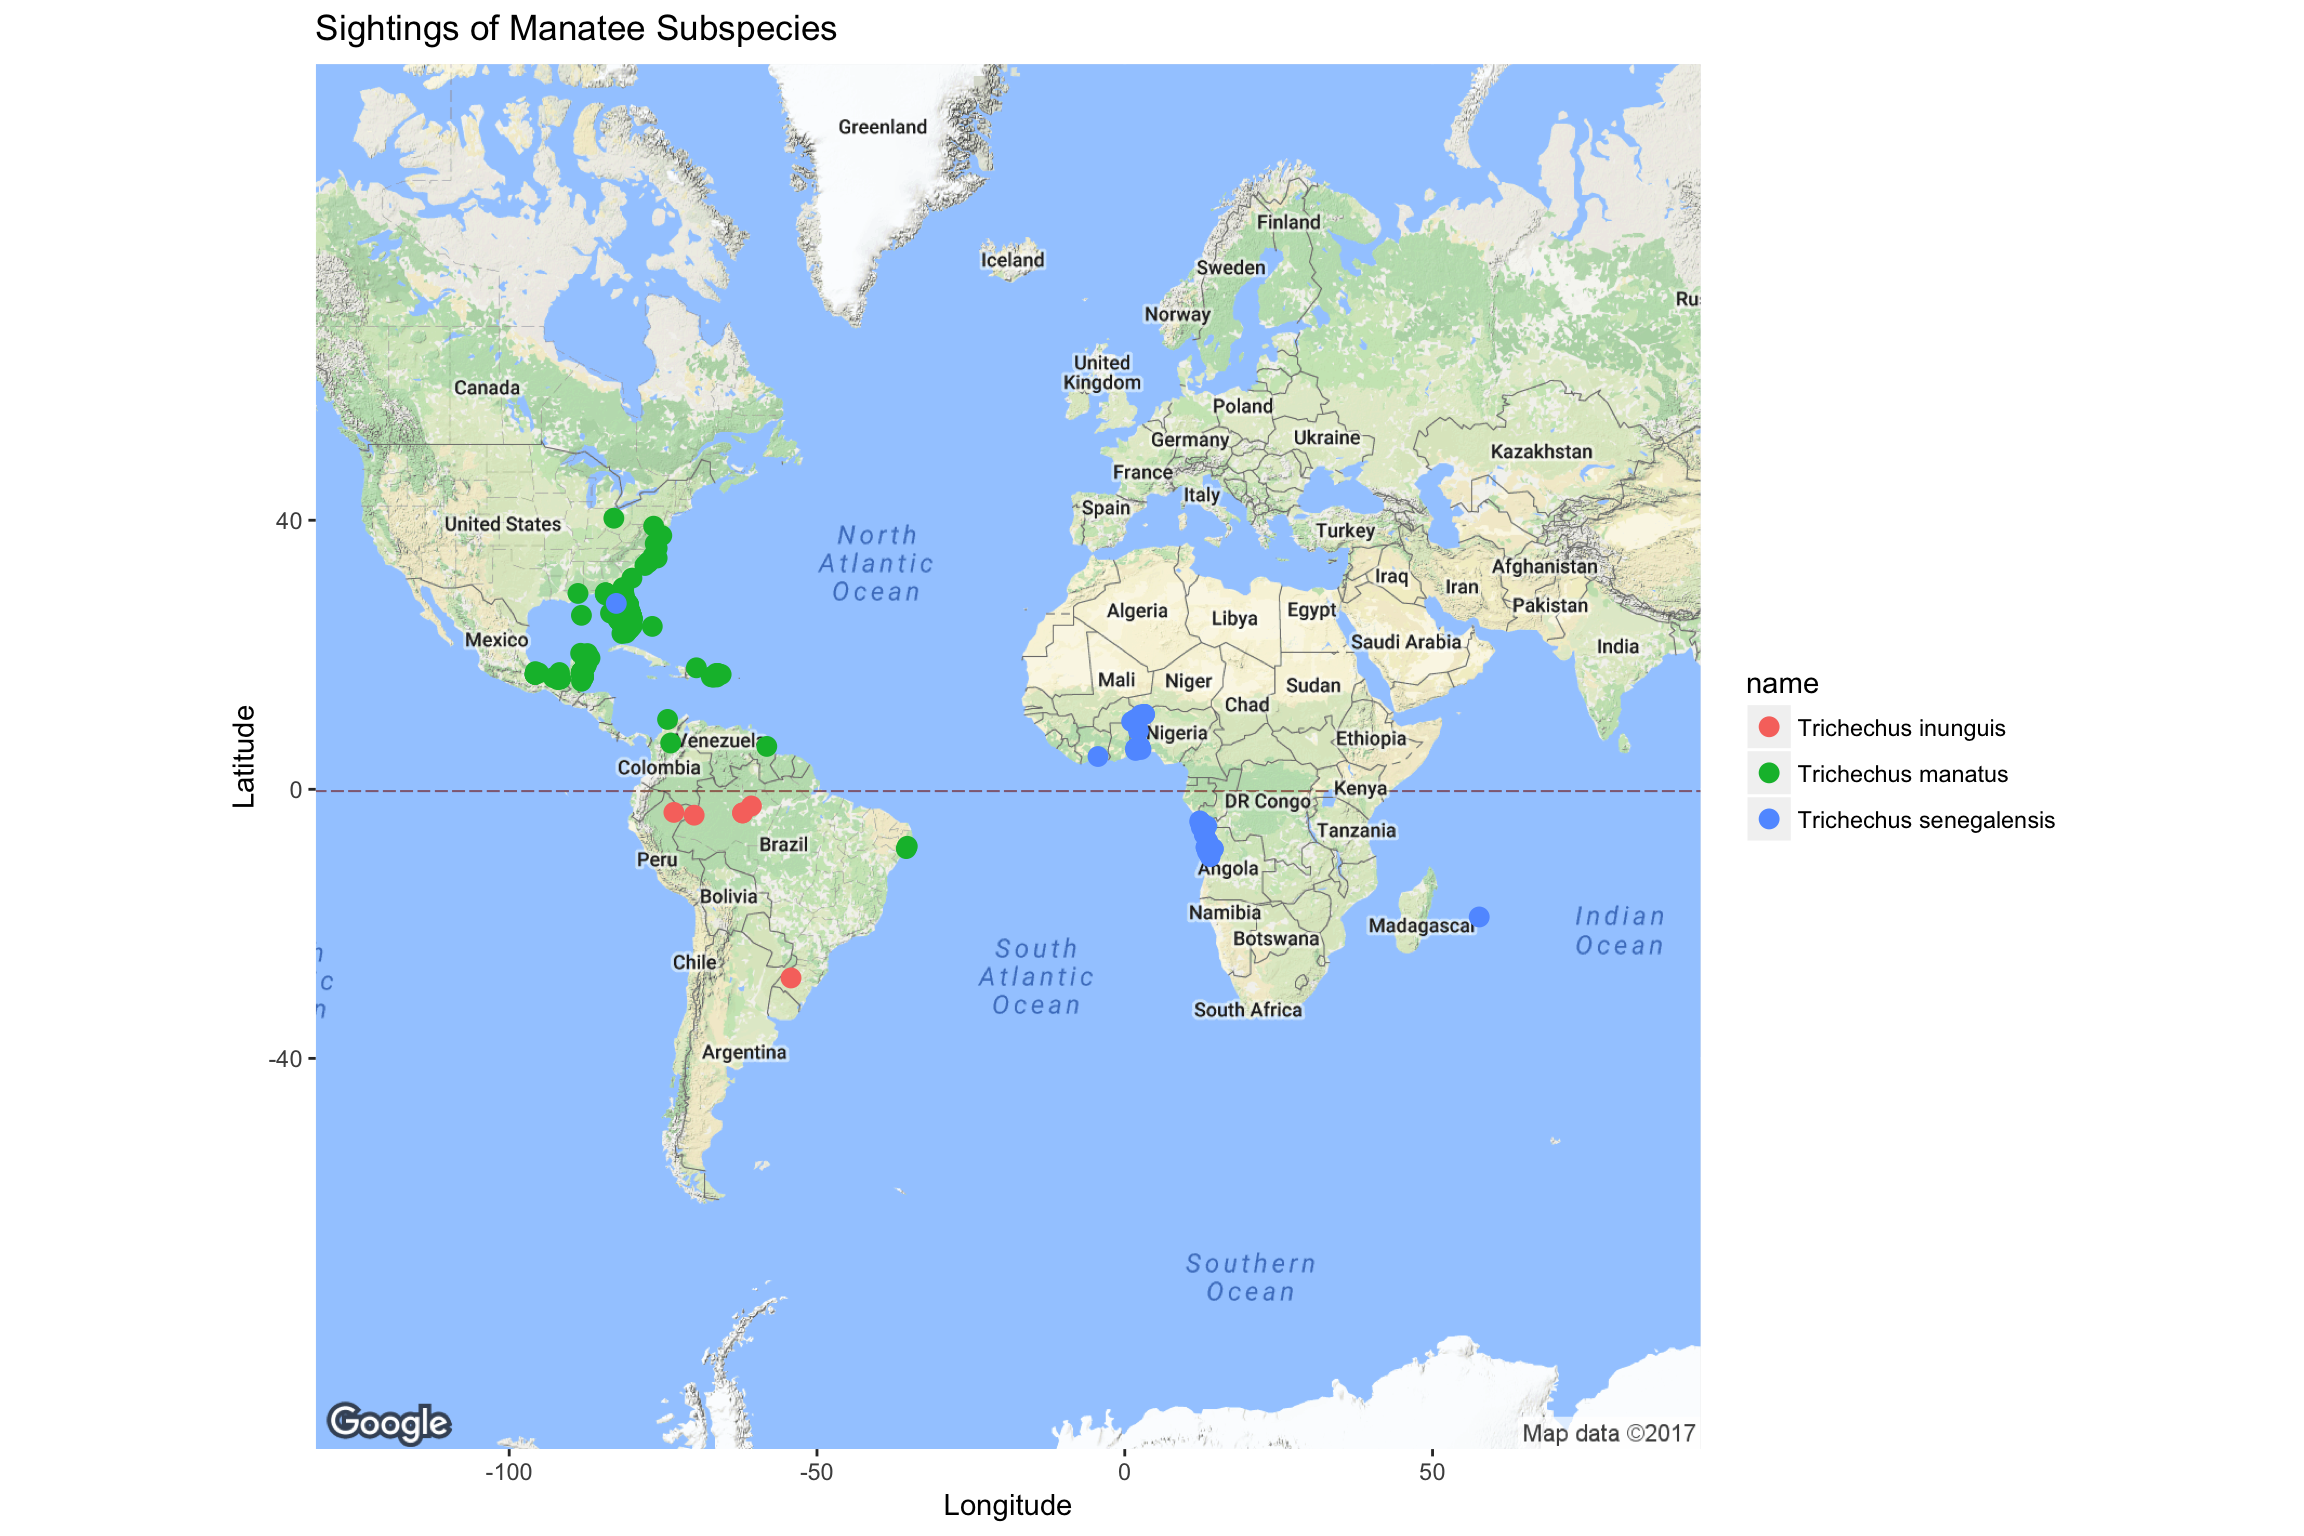 Sightings of Manatee Subspecies
Greenland
Finland
Iceland
Sweden
Norway
United
Kingdom
Canada
Poland
Germany
Ukraine
Kazakhstan
France
Italy
Spain
United States
Turkey
North
Atlantic
Ocean
Afghanistan
Iraq
Iran
Pakistan
Algeria
Libya
Egypt
Saudi Arabia
India
Mexico
Mali
Niger
Sudan
Chad
Nigeria
Ethiopia
Venezuela
Colombia
Kenya
DR Congo
Tanzania
Brazil
Peru
Angola
Bolivia
Namibia
Madagascar
Botswana
Indian
Ocean
Chile
South
Atlantic
Ocean
South Africa
Argentina
Southern
Ocean
Google
Map data ©2017
40
0
-40
Latitude
-100
-50
0
50
Longitude
name
Trichechus inunguis
Trichechus manatus
Trichechus senegalensis